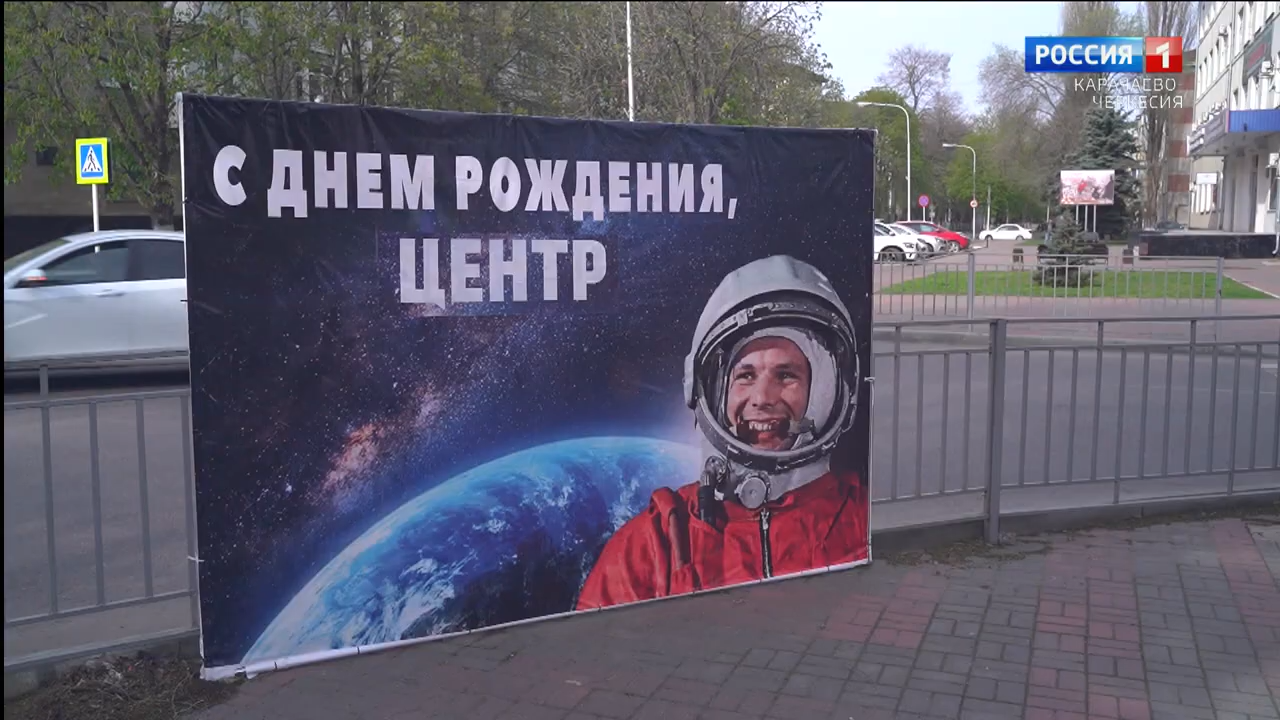 РОССИЯ 1
КАРАЧАЕВО
ЧЕРКЕСИЯ
С ДНЕМ РОЖДЕНИЯ,
ЦЕНТР